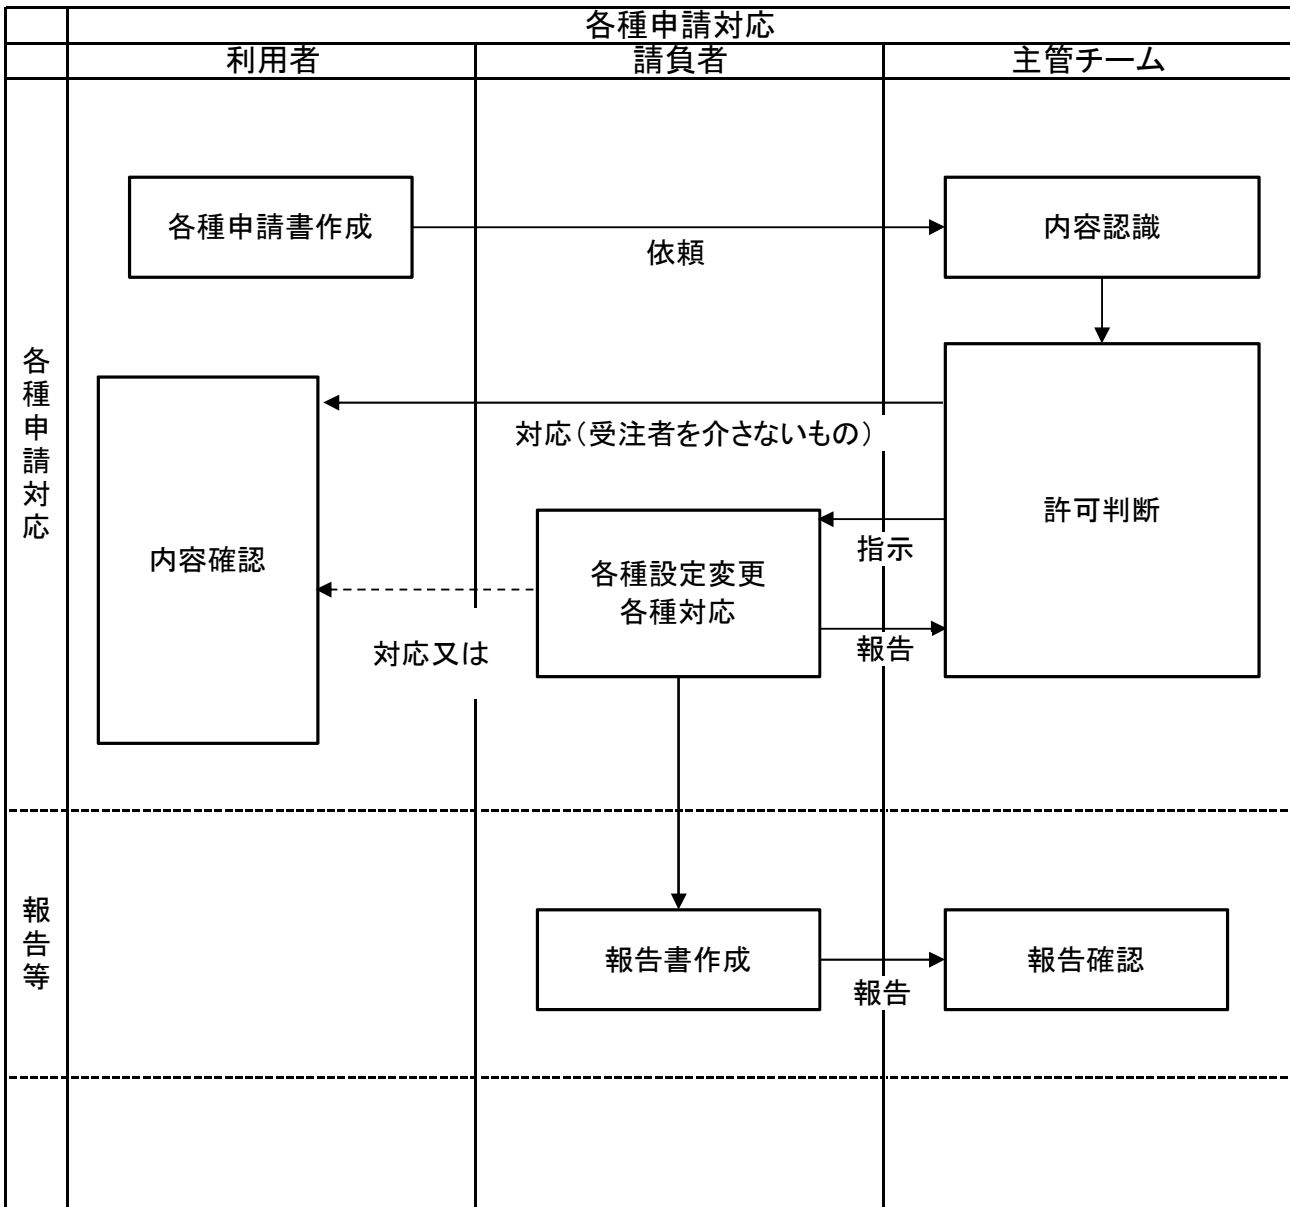 各種申請対応
利用者
請負者
主管チーム
各種申請対応
各種申請書作成
依頼
内容認識
対応（受注者を介さないもの）
許可判断
指示
内容確認
各種設定変更
各種対応
報告
対応又は
報告等
報告書作成
報告
報告確認